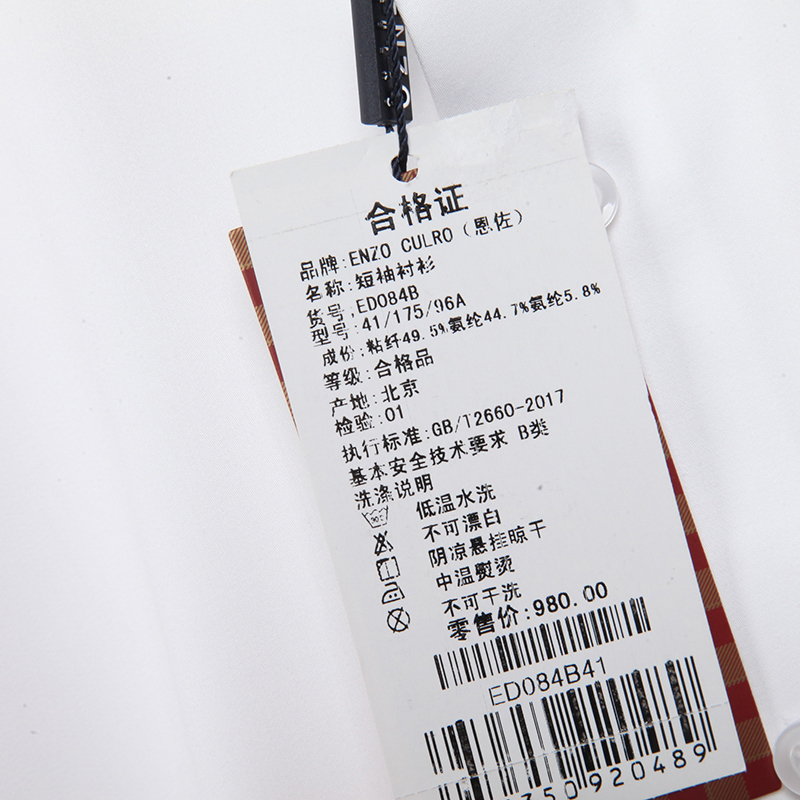 ENZO
合格证
品牌:ENZO CULRO(恩佐)
名称:短袖衬衫
货号:ED084B
型号:41/175/96A
成份:粘纤49.5%氨纶44.7%氨纶5.8%
等级:合格品
产地:北京
检验:01
执行标准:GB/T2660-2017
基本安全技术要求 B类
洗涤说明
低温水洗
不可漂白
阴凉悬挂晾干
中温熨烫
不可干洗
零售价:980.00
ED084B41
750920489